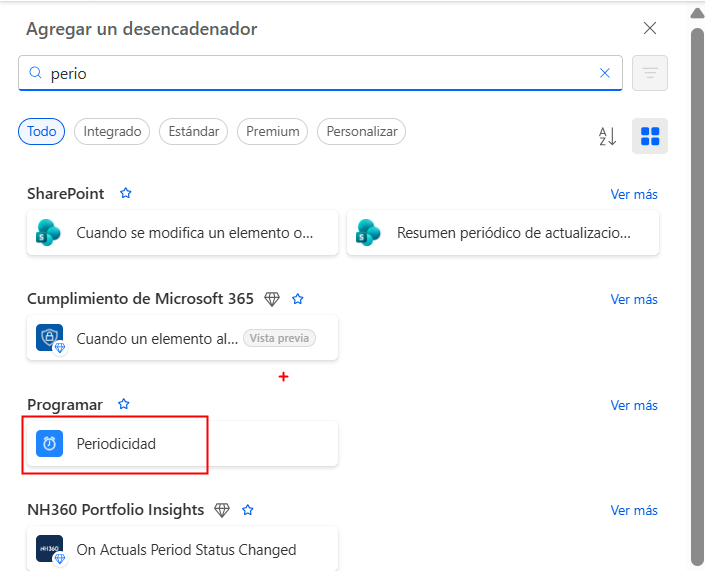 Agregar un desencadenador
perio
Todo Integrado Estándar Premium Personalizar
A
Z
SharePoint Ver más
S Cuando se modifica un elemento o... S Resumen periódico de actualizacio...
Cumplimiento de Microsoft 365 Ver más
Cuando un elemento al... Vista previa
Programar Ver más
Periodicidad
NH360 Portfolio Insights Ver más
NH360 On Actuals Period Status Changed